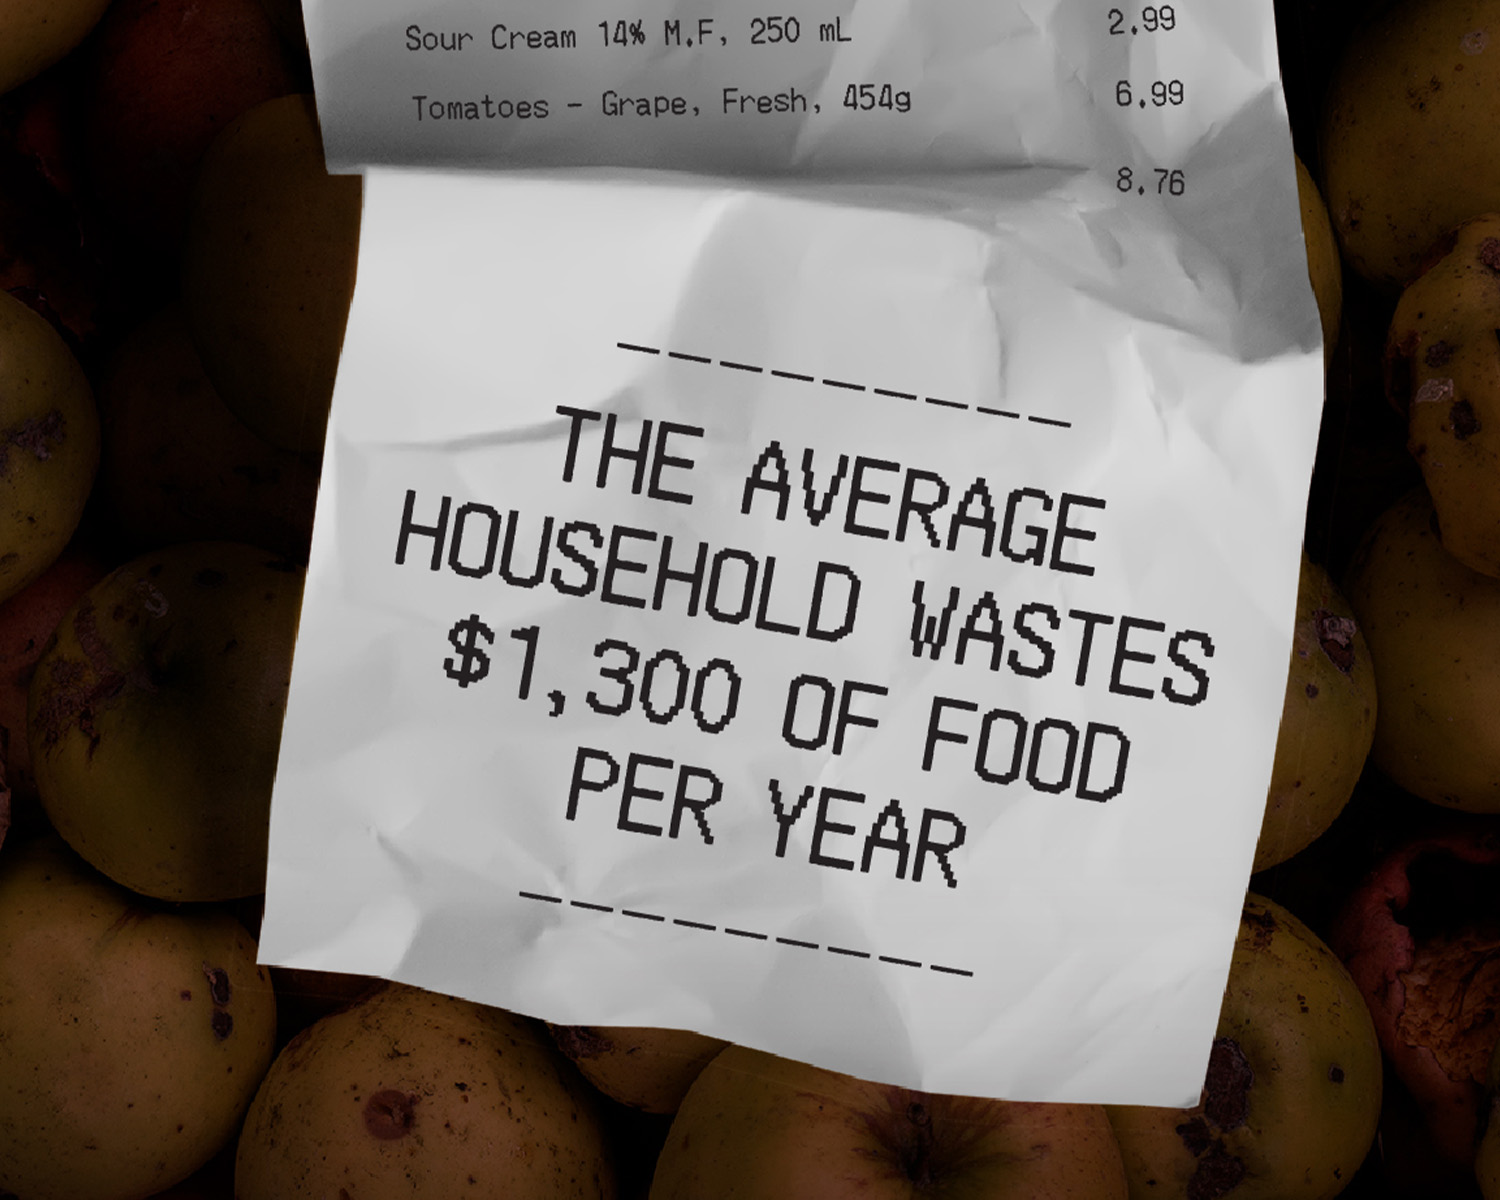 Sour Cream 14% M.F, 250 mL 2.99
Tomatoes - Grape, Fresh, 454g 6.99
8.76
THE AVERAGE
HOUSEHOLD WASTES
$1,300 OF FOOD
PER YEAR